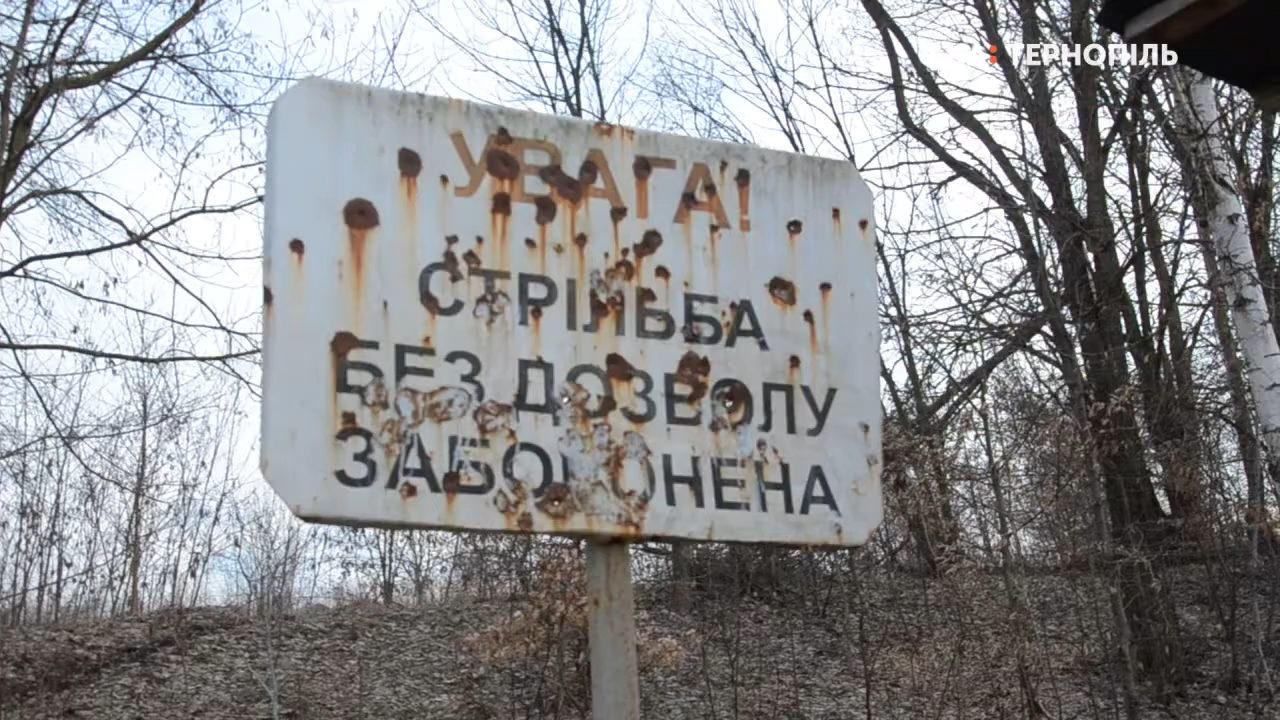 ТЕРНОПІЛЬ
УВАГА!
СТРІЛЬБА
БЕЗ ДОЗВОЛУ
ЗАБОРОНЕНА